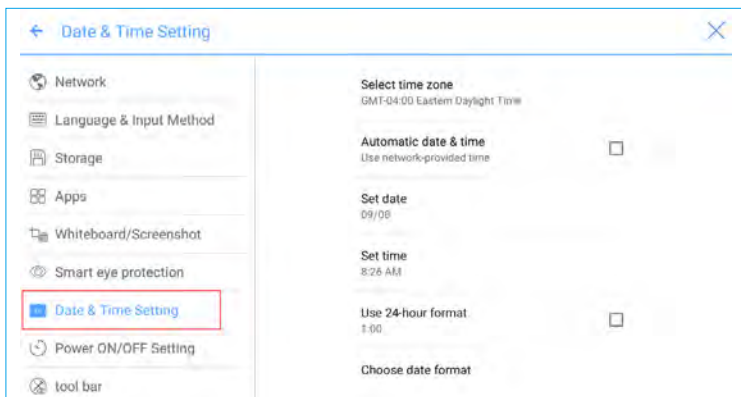 Date & Time Setting
Network
Language & Input Method
Storage
Apps
Whiteboard/Screenshot
Smart eye protection
Date & Time Setting
Power ON/OFF Setting
tool bar
Select time zone
GMT-04:00 Eastern Daylight Time
Automatic date & time
Use network-provided time
Set date
09/08
Set time
8:26 AM
Use 24-hour format
1:00
Choose date format